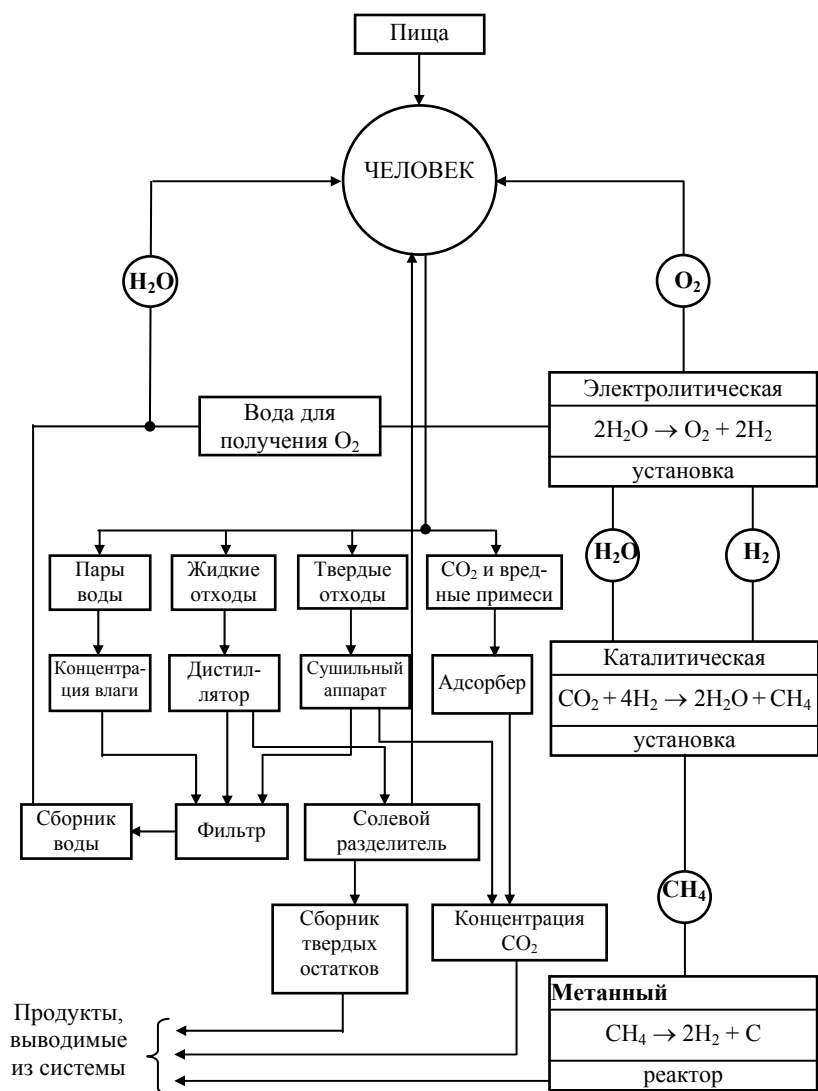 Пища
ЧЕЛОВЕК
H₂O
O₂
Вода для
получения O₂
Электролитическая
2H₂O → O₂ + 2H₂
установка
H₂O
H₂
Пары
воды
Жидкие
отходы
Твердые
отходы
CO₂ и вред-
ные примеси
Концентра-
ция влаги
Дистил-
лятор
Сушильный
аппарат
Адсорбер
Каталитическая
CO₂ + 4H₂ → 2H₂O + CH₄
установка
Сборник
воды
Фильтр
Солевой
разделитель
CH₄
Сборник
твердых
остатков
Концентрация
CO₂
Метанный
CH₄ → 2H₂ + C
реактор
Продукты,
выводимые
из системы